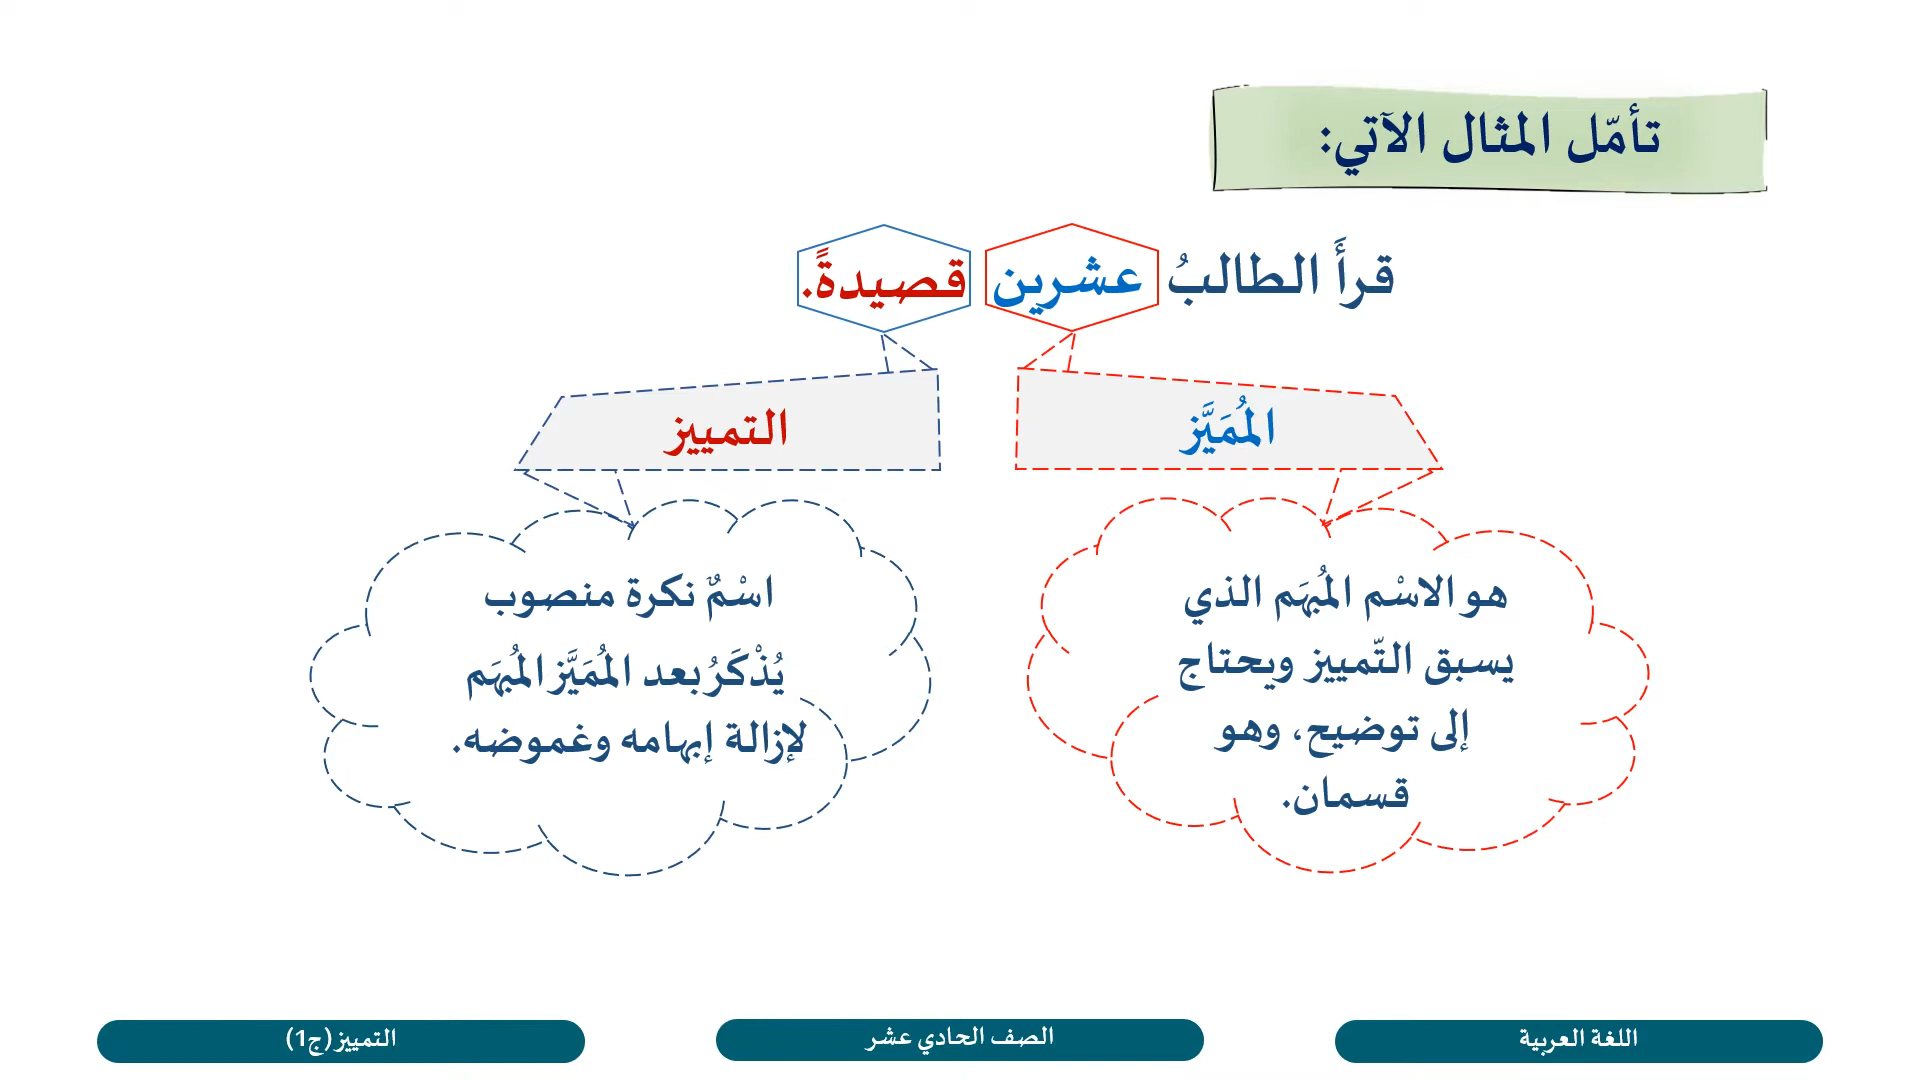 تأمّل المثال الآتي:
قرأَ الطالبُ عشرين قصيدةً.
المُمَيَّز
التمييز
هو الاسْم المُبهَم الذي
يسبق التّمييز ويحتاج
إلى توضيح، وهو
قسمان.
اسْمٌ نكرة منصوب
يُذْكَرُ بعد المُمَيَّز المُبهَم
لإزالة إبهامه وغموضه.
اللغة العربية
الصف الحادي عشر
التمييز (ج1)